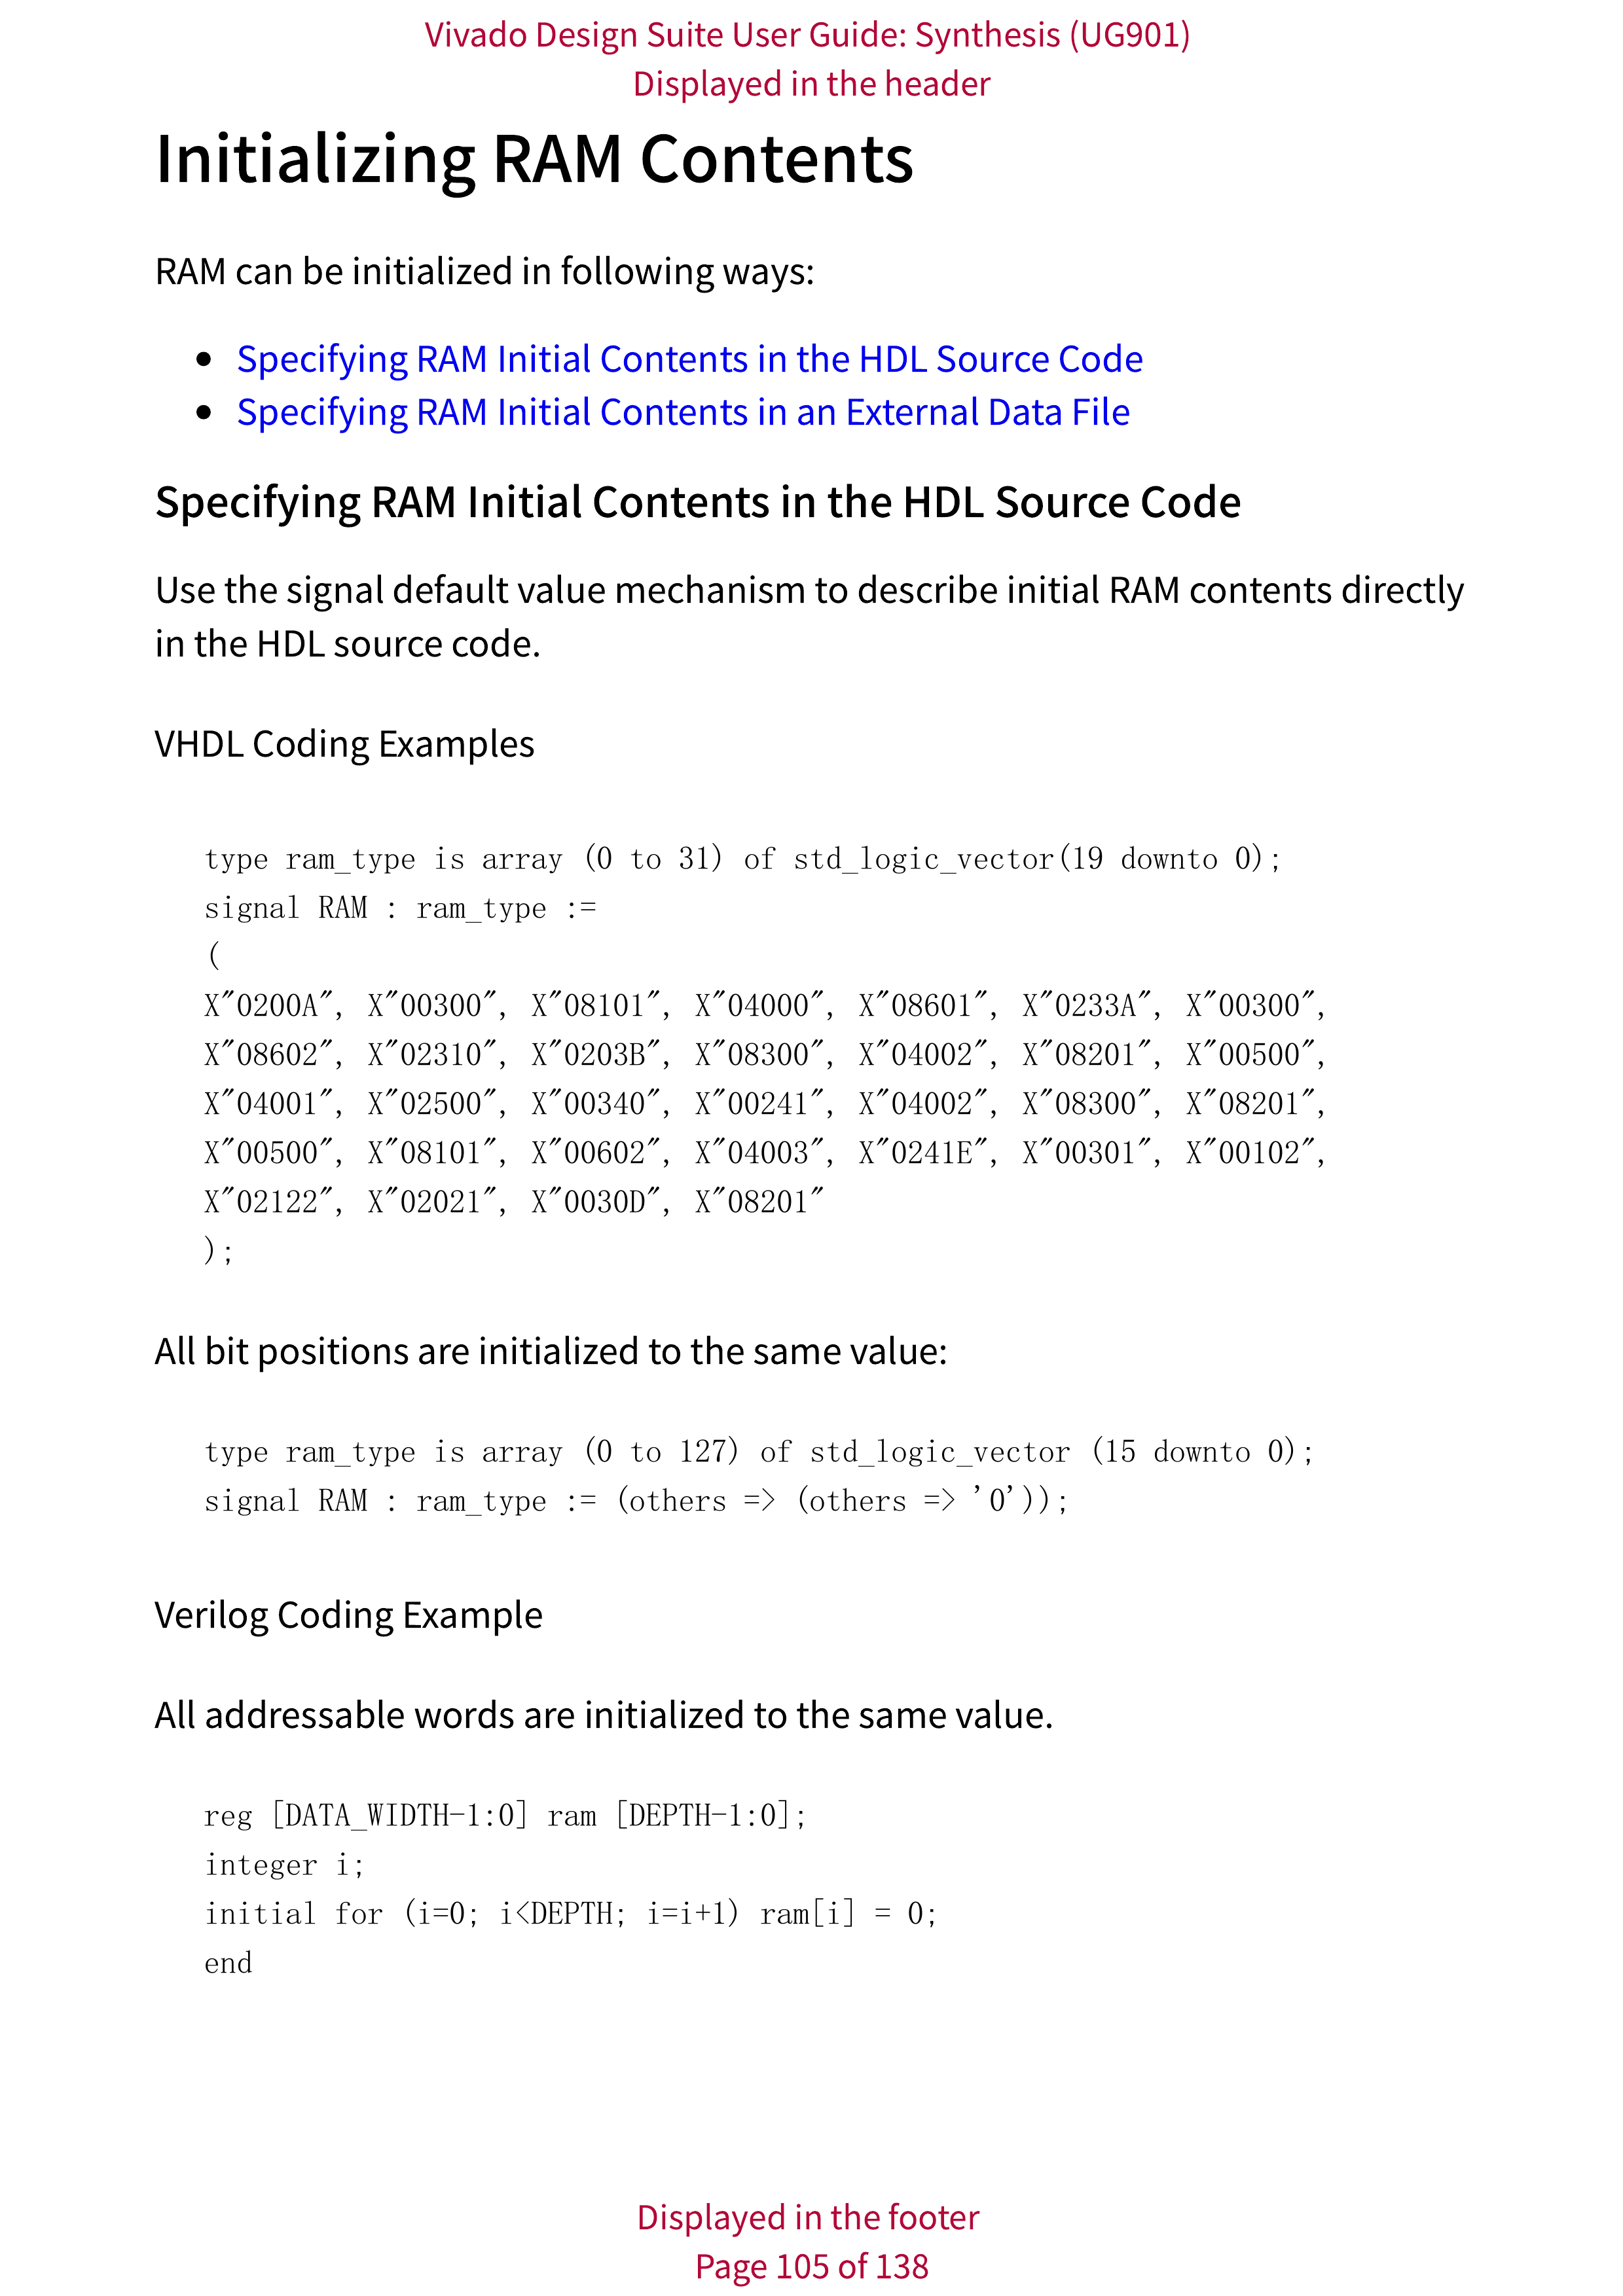 Vivado Design Suite User Guide: Synthesis (UG901)
Displayed in the header
Initializing RAM Contents
RAM can be initialized in following ways:
• Specifying RAM Initial Contents in the HDL Source Code
• Specifying RAM Initial Contents in an External Data File
Specifying RAM Initial Contents in the HDL Source Code
Use the signal default value mechanism to describe initial RAM contents directly
in the HDL source code.
VHDL Coding Examples
type ram_type is array (0 to 31) of std_logic_vector(19 downto 0);
signal RAM : ram_type :=
(
X"0200A", X"00300", X"08101", X"04000", X"08601", X"0233A", X"00300",
X"08602", X"02310", X"0203B", X"08300", X"04002", X"08201", X"00500",
X"04001", X"02500", X"00340", X"00241", X"04002", X"08300", X"08201",
X"00500", X"08101", X"00602", X"04003", X"0241E", X"00301", X"00102",
X"02122", X"02021", X"0030D", X"08201"
);
All bit positions are initialized to the same value:
type ram_type is array (0 to 127) of std_logic_vector (15 downto 0);
signal RAM : ram_type := (others => (others => '0'));
Verilog Coding Example
All addressable words are initialized to the same value.
reg [DATA_WIDTH-1:0] ram [DEPTH-1:0];
integer i;
initial for (i=0; i<DEPTH; i=i+1) ram[i] = 0;
end
Displayed in the footer
Page 105 of 138